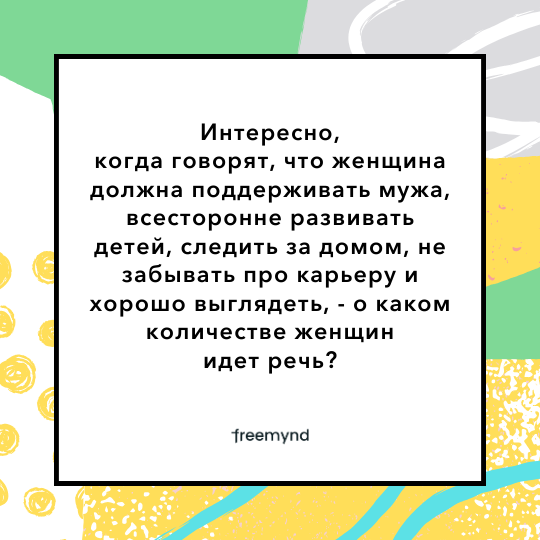 Интересно,
когда говорят, что женщина
должна поддерживать мужа,
всесторонне развивать
детей, следить за домом, не
забывать про карьеру и
хорошо выглядеть, - о каком
количестве женщин
идет речь?
freemynd